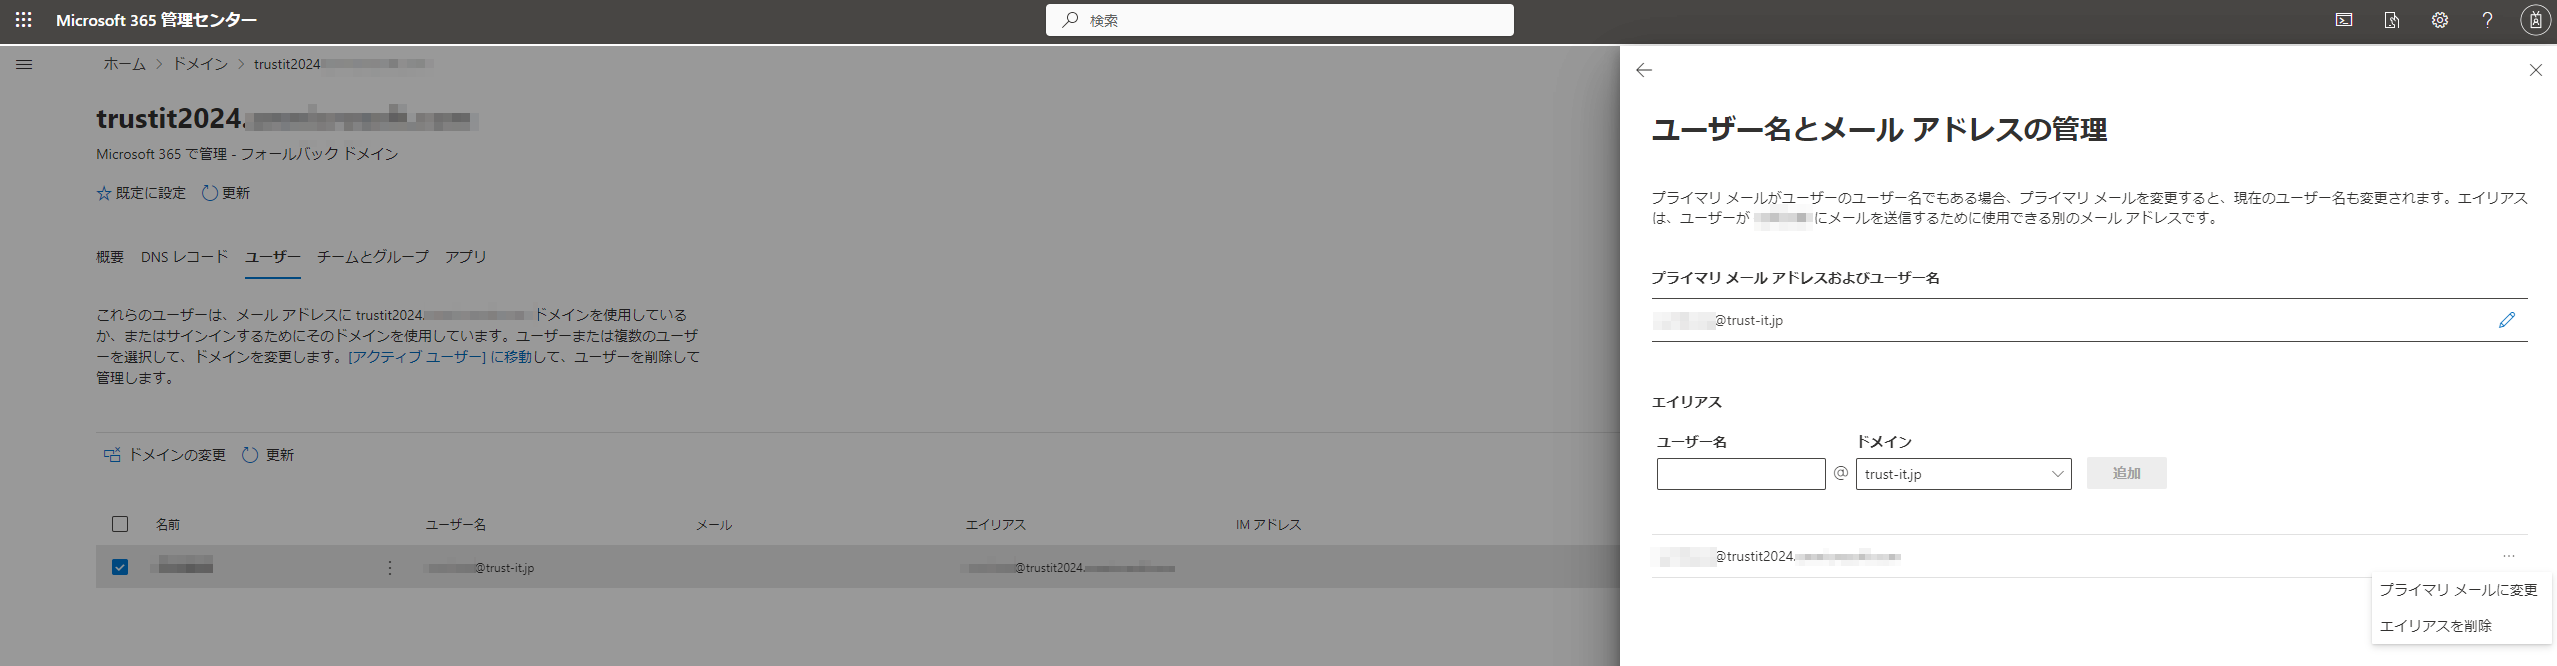 Microsoft 365 管理センター
検索
ホーム > ドメイン > trustit2024
trustit2024.
Microsoft 365 で管理 - フォールバック ドメイン
既定に設定 更新
概要 DNS レコード ユーザー チームとグループ アプリ
これらのユーザーは、メール アドレスに trustit2024. ドメインを使用している
か、またはサインインするためにそのドメインを使用しています。ユーザーまたは複数のユーザ
ーを選択して、ドメインを変更します。[アクティブ ユーザー] に移動して、ユーザーを削除して
管理します。
ドメインの変更 更新
名前 ユーザー名 メール エイリアス IM アドレス
@trust-it.jp @trustit2024.
ユーザー名とメール アドレスの管理
プライマリ メールがユーザーのユーザー名でもある場合、プライマリ メールを変更すると、現在のユーザー名も変更されます。エイリアス
は、ユーザーが にメールを送信するために使用できる別のメール アドレスです。
プライマリ メール アドレスおよびユーザー名
@trust-it.jp
エイリアス
ユーザー名 ドメイン
@ trust-it.jp 追加
@trustit2024.
プライマリ メールに変更
エイリアスを削除